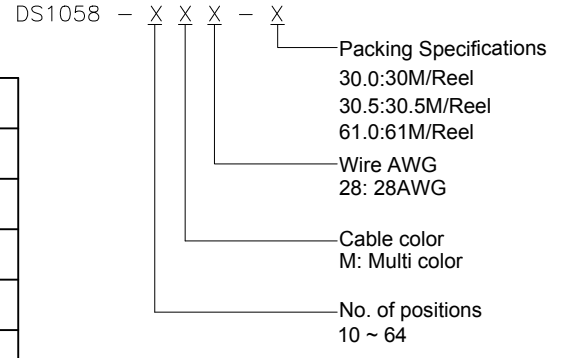 DS1058 – X X X – X
Packing Specifications
30.0:30M/Reel
30.5:30.5M/Reel
61.0:61M/Reel
Wire AWG
28: 28AWG
Cable color
M: Multi color
No. of positions
10 ~ 64